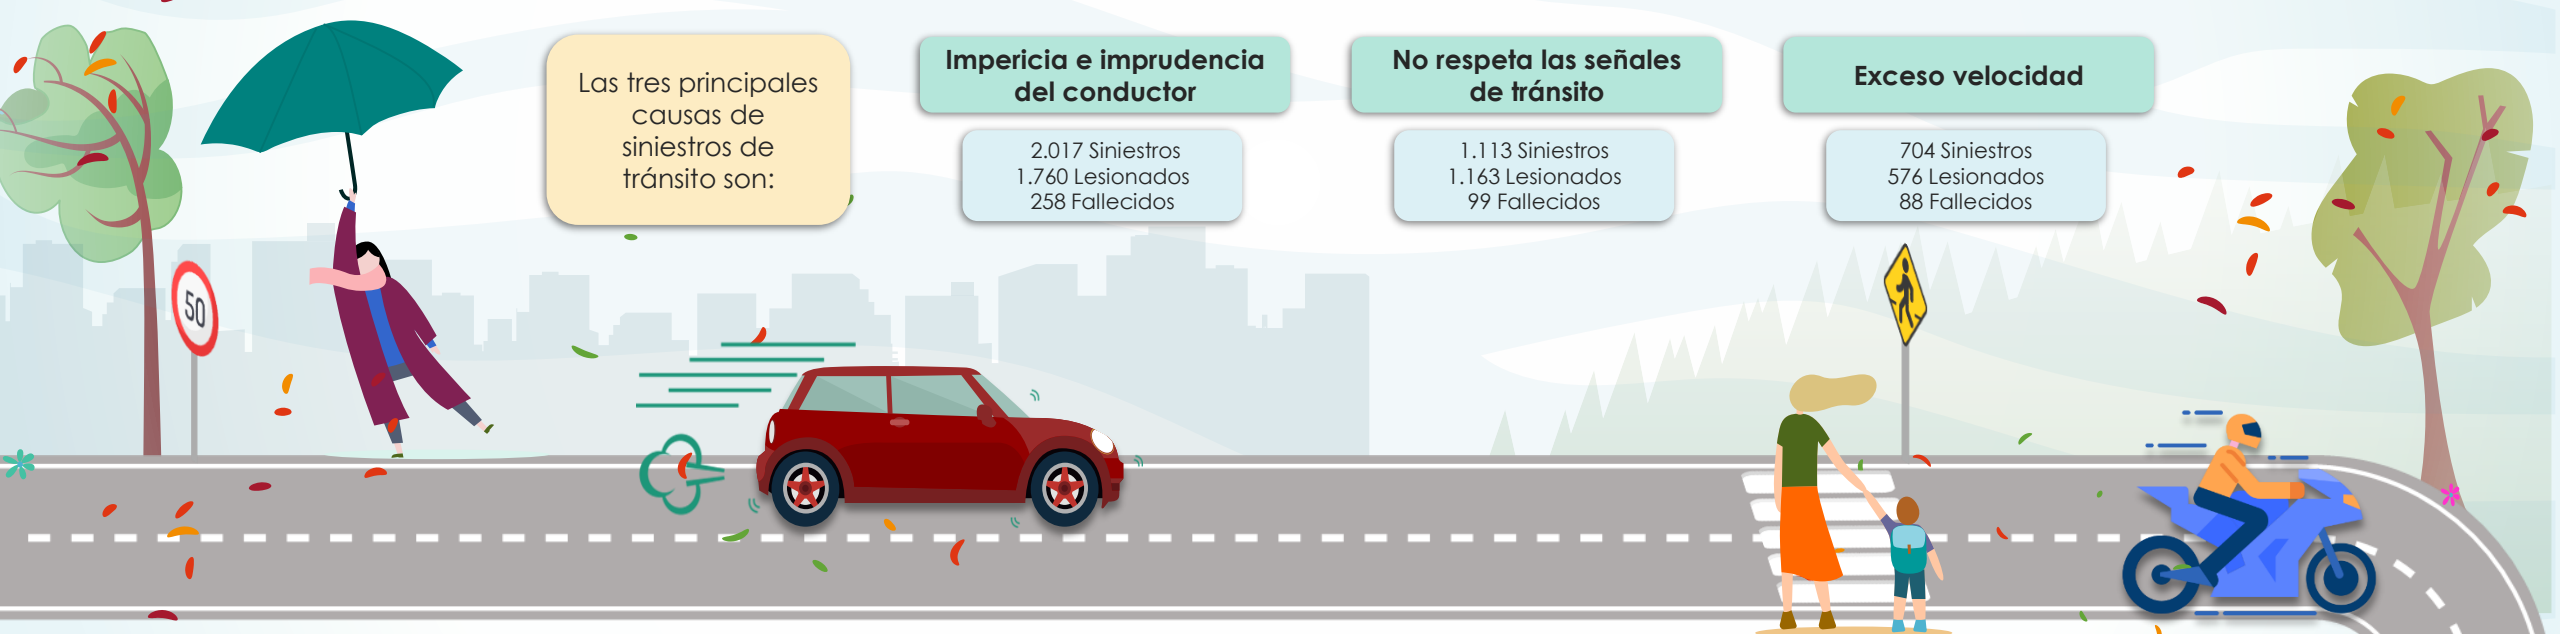 Las tres principales
causas de
siniestros de
tránsito son:
Impericia e imprudencia
del conductor
2.017 Siniestros
1.760 Lesionados
258 Fallecidos
No respeta las señales
de tránsito
1.113 Siniestros
1.163 Lesionados
99 Fallecidos
Exceso velocidad
704 Siniestros
576 Lesionados
88 Fallecidos
50